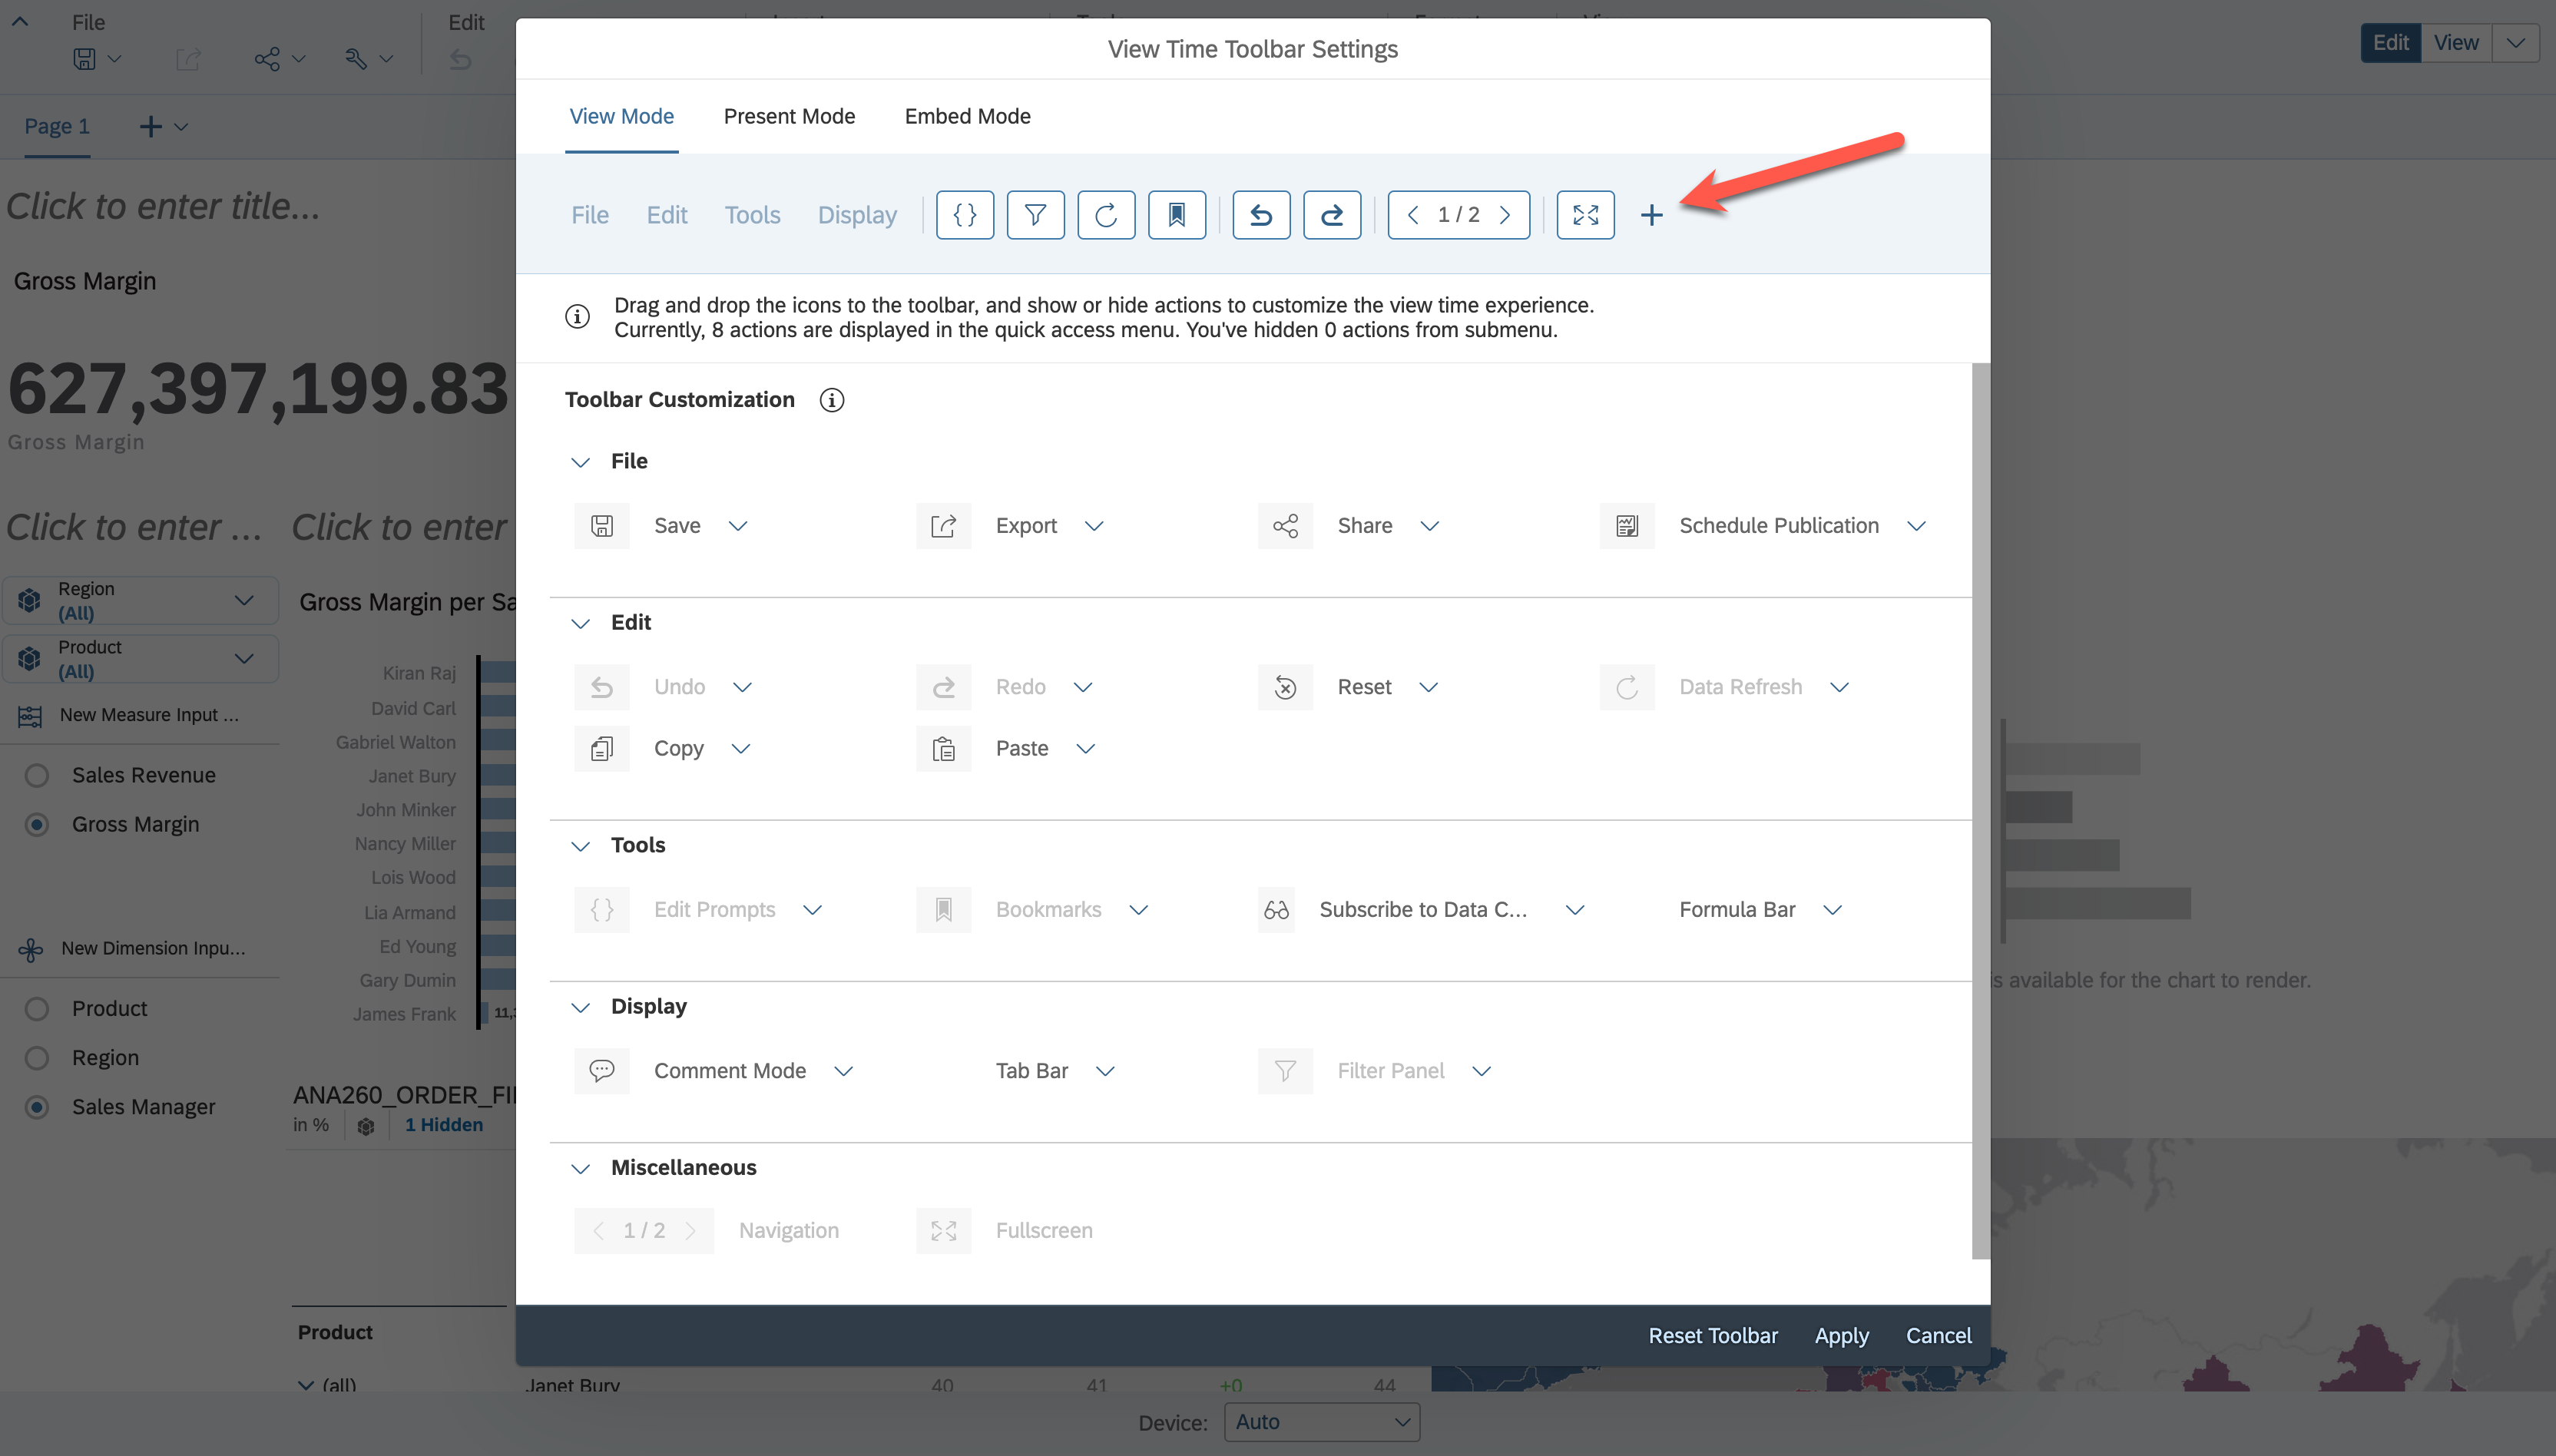 File
Edit
Edit
View
Page 1
Click to enter title...
Gross Margin
627,397,199.83
Gross Margin
Click to enter ...
Click to enter
Region
(All)
Product
(All)
Gross Margin per Sa
New Measure Input ...
Sales Revenue
Gross Margin
New Dimension Inpu...
Product
Region
Sales Manager
Kiran Raj
David Carl
Gabriel Walton
Janet Bury
John Minker
Nancy Miller
Lois Wood
Lia Armand
Ed Young
Gary Dumin
James Frank
ANA260_ORDER_FI
in %
1 Hidden
Product
(all)
Janet Bury
40
41
+0
44
View Time Toolbar Settings
View Mode
Present Mode
Embed Mode
File
Edit
Tools
Display
{ }
1 / 2
Drag and drop the icons to the toolbar, and show or hide actions to customize the view time experience.
Currently, 8 actions are displayed in the quick access menu. You've hidden 0 actions from submenu.
Toolbar Customization
File
Save
Export
Share
Schedule Publication
Edit
Undo
Redo
Reset
Data Refresh
Copy
Paste
Tools
{ }
Edit Prompts
Bookmarks
Subscribe to Data C...
Formula Bar
Display
Comment Mode
Tab Bar
Filter Panel
Miscellaneous
1 / 2
Navigation
Fullscreen
Reset Toolbar
Apply
Cancel
is available for the chart to render.
Device:
Auto